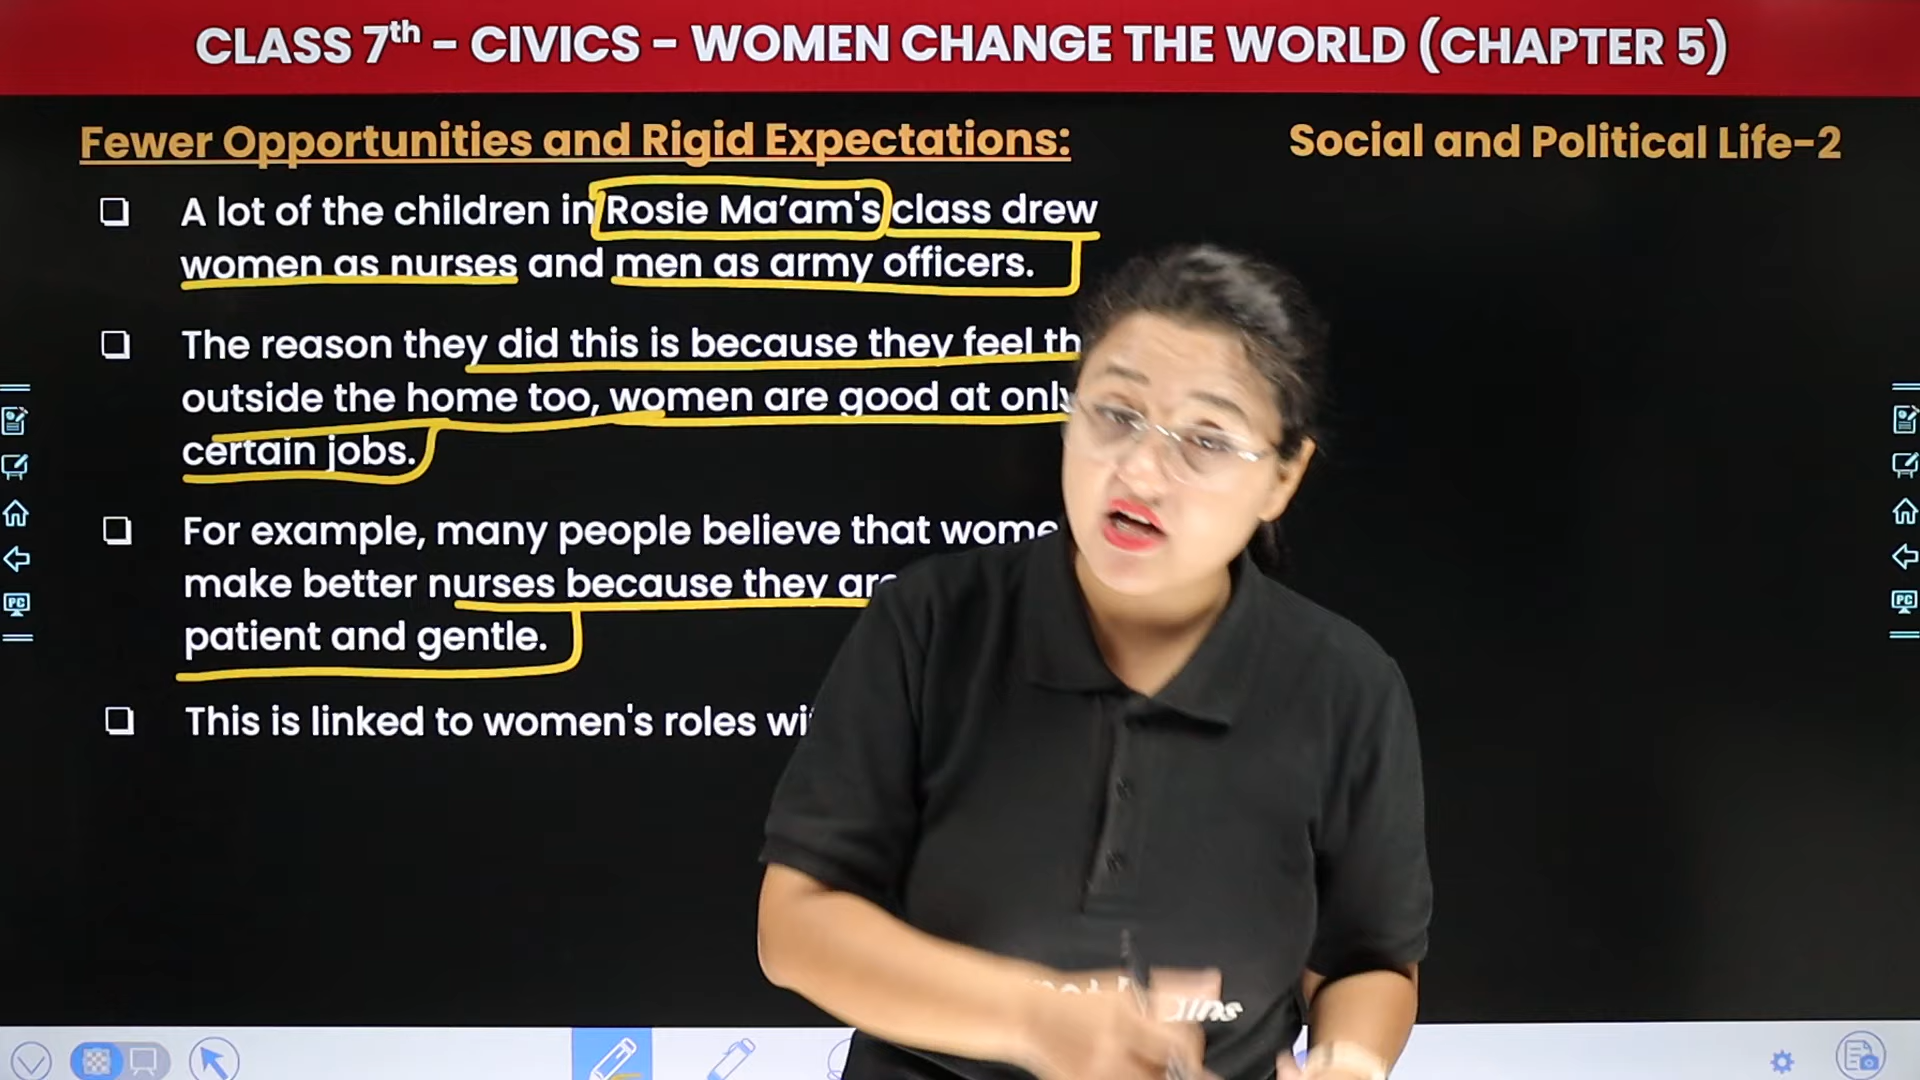 CLASS 7th - CIVICS - WOMEN CHANGE THE WORLD (CHAPTER 5)
Fewer Opportunities and Rigid Expectations:
Social and Political Life-2
A lot of the children in Rosie Ma’am's class drew
women as nurses and men as army officers.
The reason they did this is because they feel
outside the home too, women are good at only
certain jobs.
For example, many people believe that
make better nurses because they
patient and gentle.
This is linked to women's roles
PC
PC